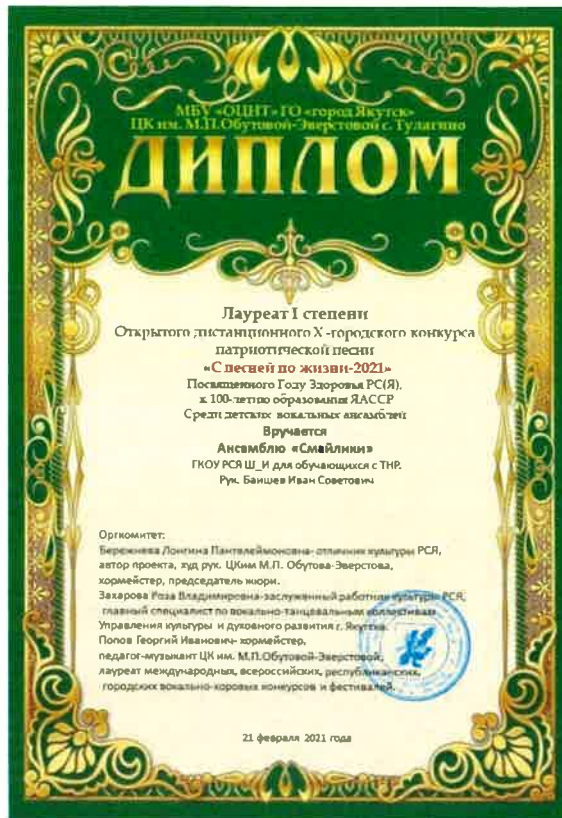 МБУ «ОЦНТ» ГО «город Якутск»
ЦК им. М.П.Обутовой-Эверстовой с. Тулагино
ДИПЛОМ
Лауреат I степени
Открытого дистанционного X -городского конкурса
патриотической песни
«С песней по жизни-2021»
Посвященного Году Здоровья РС(Я),
к 100-летию образования ЯАССР
Среди детских вокальных ансамблей
Вручается
Ансамблю «Смайлики»
ГКОУ РСЯ Ш_И для обучающихся с ТНР.
Рук. Баишев Иван Советович
Оргкомитет:
Бережнева Лонгина Пантелеймоновна- отличник культуры РСЯ,
автор проекта, худ рук. ЦКим М.П. Обутова-Эверстова,
хормейстер, председатель жюри.
Захарова Роза Владимировна-заслуженный работник культуры РСЯ,
главный специалист по вокально-танцевальным коллективам
Управления культуры и духовного развития г. Якутска.
Попов Георгий Иванович- хормейстер,
педагог-музыкант ЦК им. М.П.Обутовой-Эверстовой,
лауреат международных, всероссийских, республиканских,
городских вокально-хоровых конкурсов и фестивалей.
21 февраля 2021 года